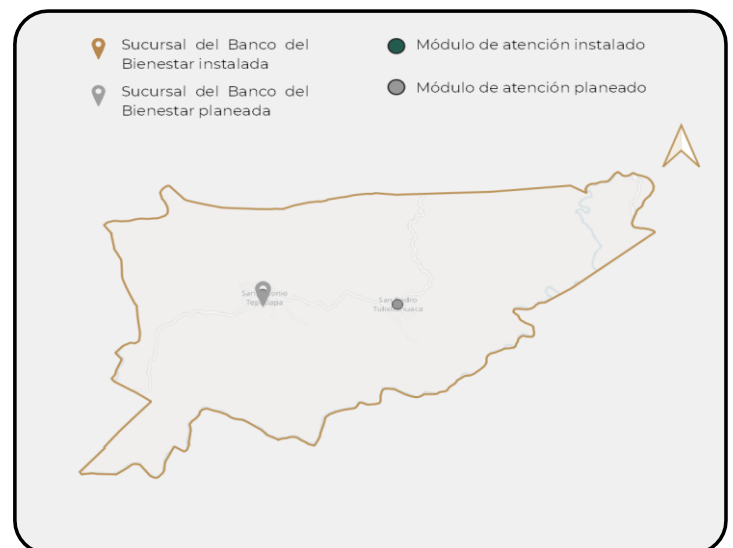 Sucursal del Banco del
Bienestar instalada
Sucursal del Banco del
Bienestar planeada
Módulo de atención instalado
Módulo de atención planeado